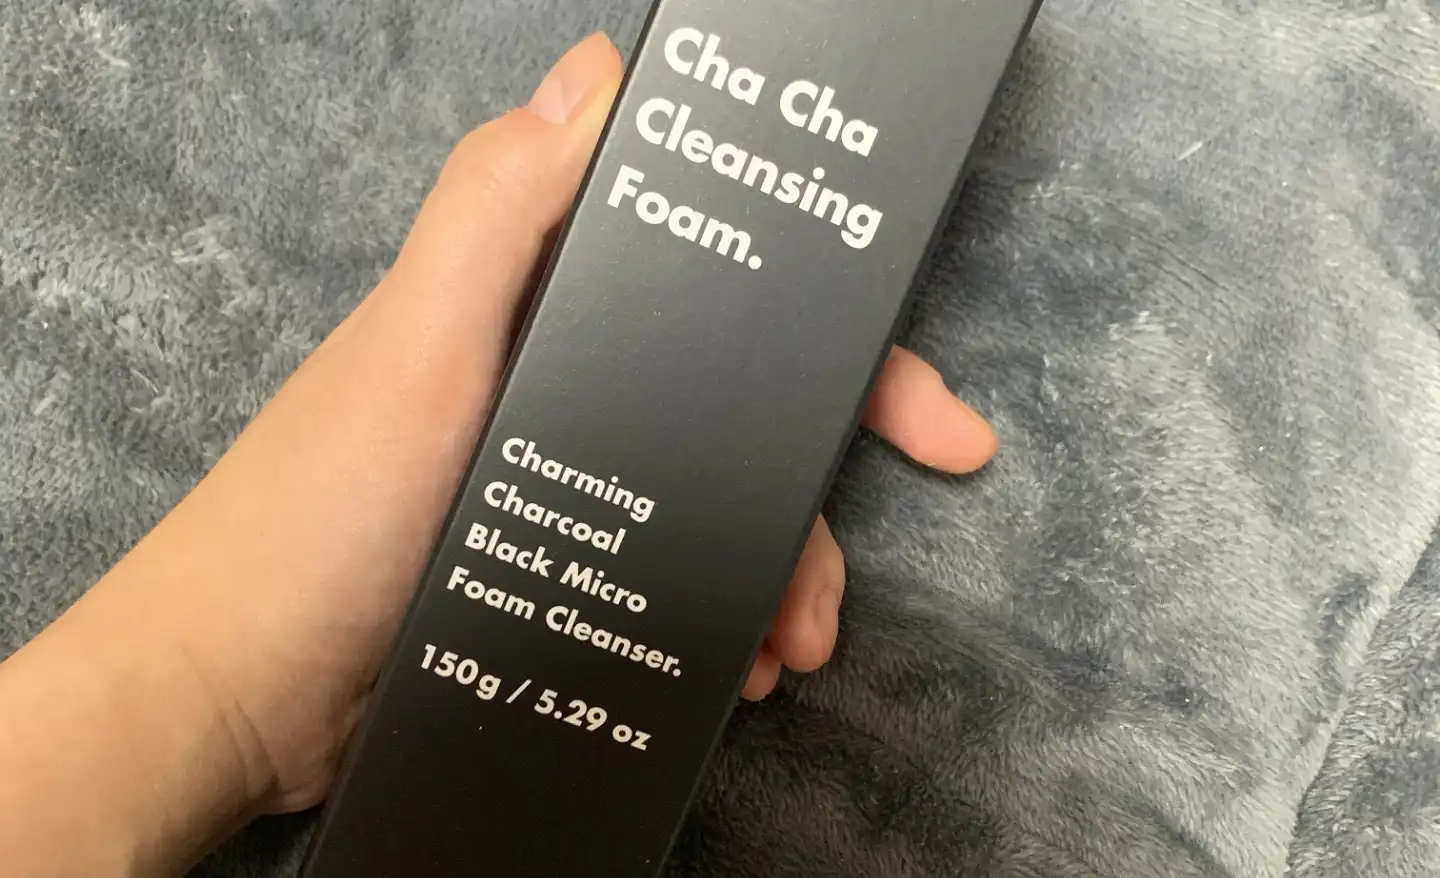 Cha Cha
Cleansing
Foam.
Charming
Charcoal
Black Micro
Foam Cleanser.
150g / 5.29 oz